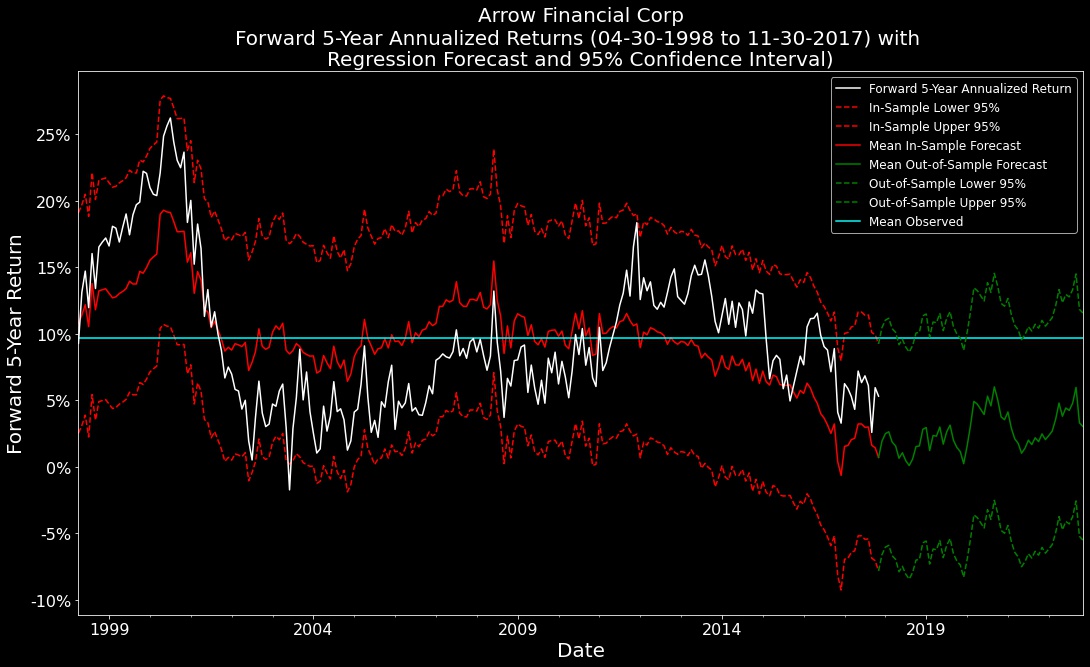 Arrow Financial Corp
Forward 5-Year Annualized Returns (04-30-1998 to 11-30-2017) with
Regression Forecast and 95% Confidence Interval)
Forward 5-Year Annualized Return
In-Sample Lower 95%
In-Sample Upper 95%
Mean In-Sample Forecast
Mean Out-of-Sample Forecast
Out-of-Sample Lower 95%
Out-of-Sample Upper 95%
Mean Observed
Forward 5-Year Return
25%
20%
15%
10%
5%
0%
-5%
-10%
1999 2004 2009 2014 2019
Date